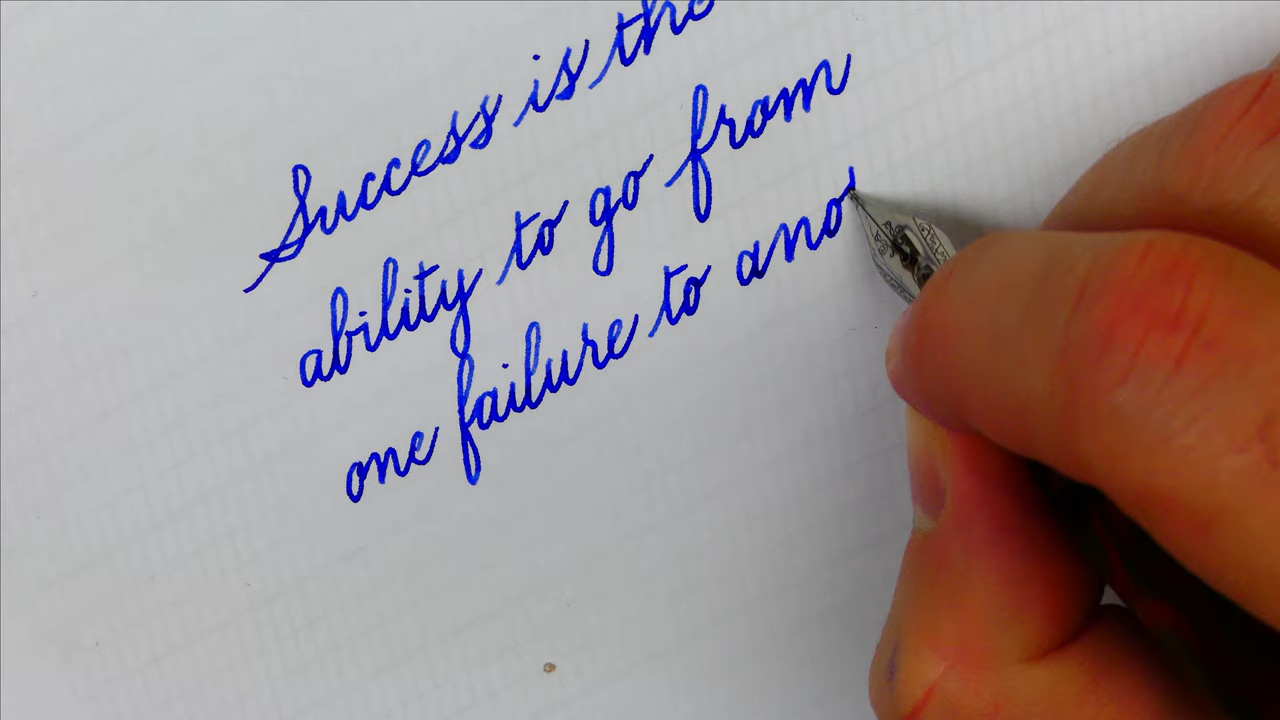 Success is the
ability to go from
one failure to ano